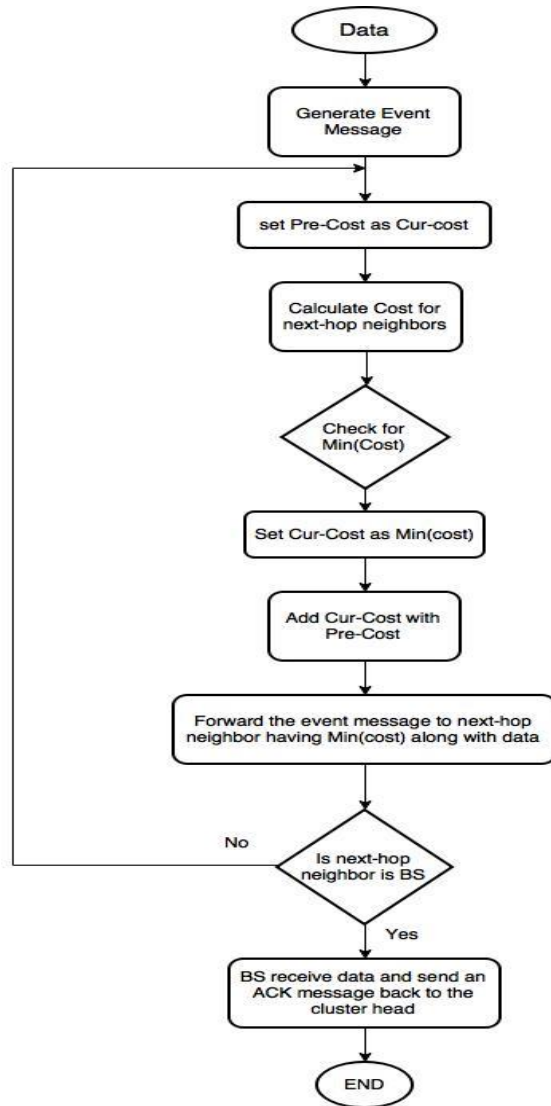 Data
Generate Event
Message
set Pre-Cost as Cur-cost
Calculate Cost for
next-hop neighbors
Check for
Min(Cost)
Set Cur-Cost as Min(cost)
Add Cur-Cost with
Pre-Cost
Forward the event message to next-hop
neighbor having Min(cost) along with data
No
Is next-hop
neighbor is BS
Yes
BS receive data and send an
ACK message back to the
cluster head
END